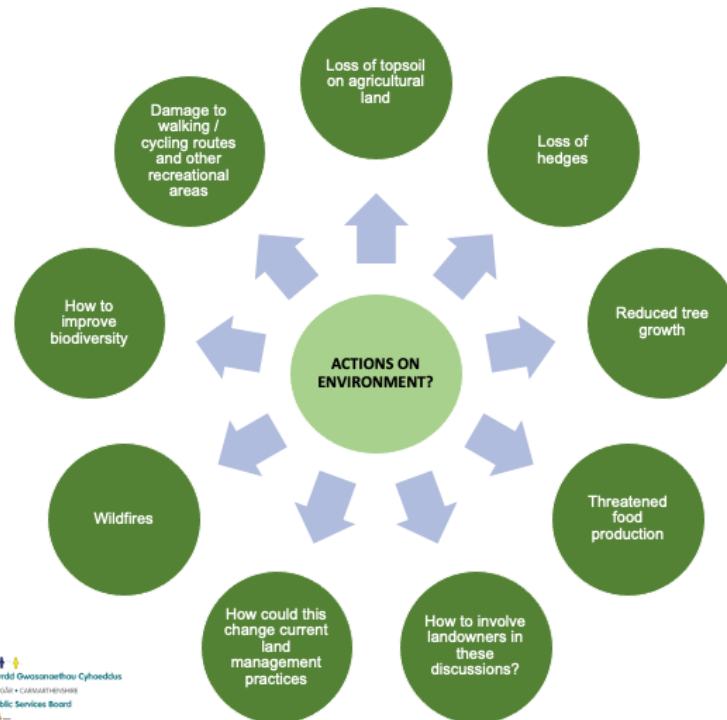 Loss of topsoil
on agricultural
land
Loss of
hedges
Reduced tree
growth
Threatened
food
production
How to involve
landowners in
these
discussions?
How could this
change current
land
management
practices
Wildfires
How to
improve
biodiversity
Damage to
walking /
cycling routes
and other
recreational
areas
ACTIONS ON
ENVIRONMENT?
Gwasanaethau Cyhoeddus
CARMARTHENSHIRE
Services Board